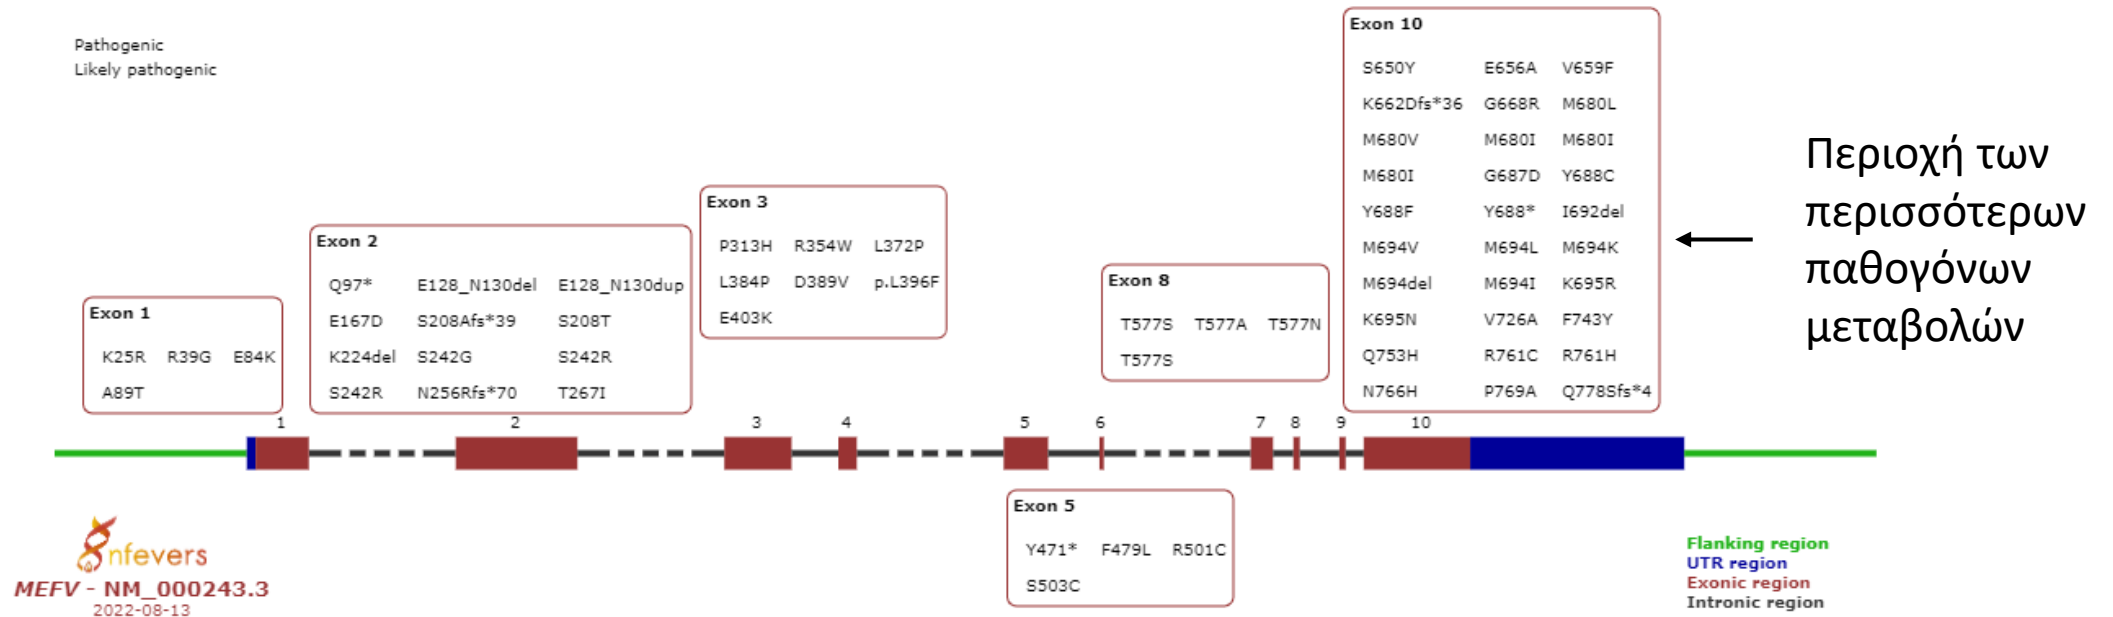 Pathogenic
Likely pathogenic
Exon 1
K25R R39G E84K
A89T
Exon 2
Q97* E128_N130del E128_N130dup
E167D S208Afs*39 S208T
K224del S242G S242R
S242R N256Rfs*70 T267I
Exon 3
P313H R354W L372P
L384P D389V p.L396F
E403K
Exon 8
T577S T577A T577N
T577S
Exon 10
S650Y E656A V659F
K662Dfs*36 G668R M680L
M680V M680I M680I
M680I G687D Y688C
Y688F Y688* I692del
M694V M694L M694K
M694del M694I K695R
K695N V726A F743Y
Q753H R761C R761H
N766H P769A Q778Sfs*4
Περιοχή των
περισσότερων
παθογόνων
μεταβολών
1 2 3 4 5 6 7 8 9 10
Exon 5
Y471* F479L R501C
S503C
nfevers
MEFV - NM_000243.3
2022-08-13
Flanking region
UTR region
Exonic region
Intronic region